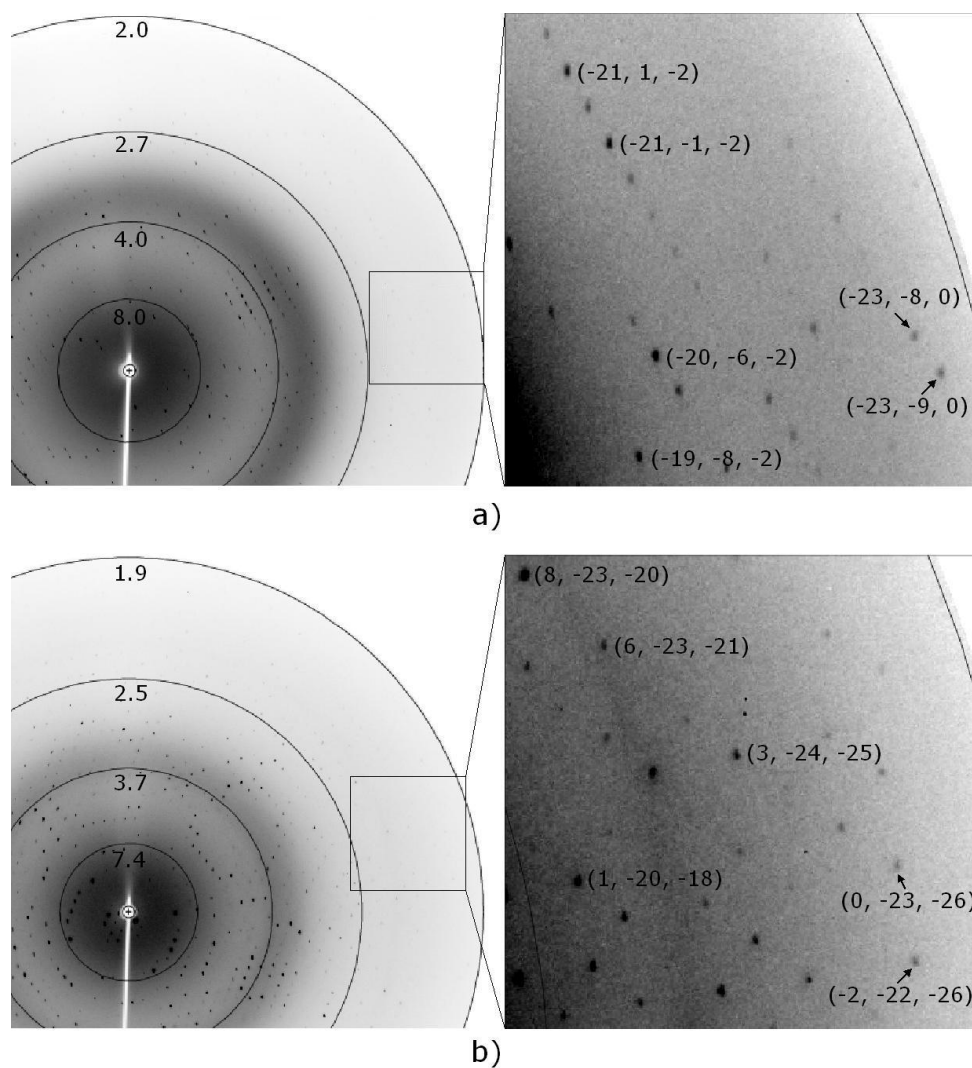 2.0
2.7
4.0
8.0
(-21, 1, -2)
(-21, -1, -2)
(-23, -8, 0)
(-20, -6, -2)
(-23, -9, 0)
(-19, -8, -2)
a)
1.9
2.5
3.7
7.4
(8, -23, -20)
(6, -23, -21)
(3, -24, -25)
(1, -20, -18)
(0, -23, -26)
(-2, -22, -26)
b)